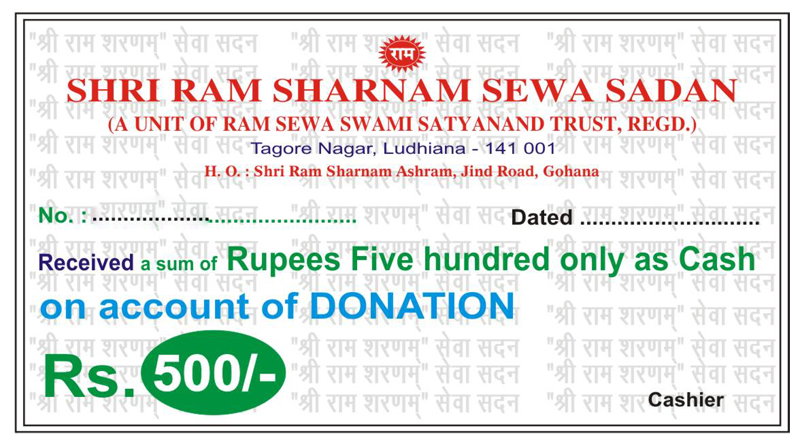 राम
SHRI RAM SHARNAM SEWA SADAN
(A UNIT OF RAM SEWA SWAMI SATYANAND TRUST, REGD.)
Tagore Nagar, Ludhiana - 141 001
H. O. : Shri Ram Sharnam Ashram, Jind Road, Gohana
No. : ............................................ Dated ..............................
Received a sum of Rupees Five hundred only as Cash
on account of DONATION
Rs. 500/-
Cashier
"श्री राम शरणम्" सेवा सदन